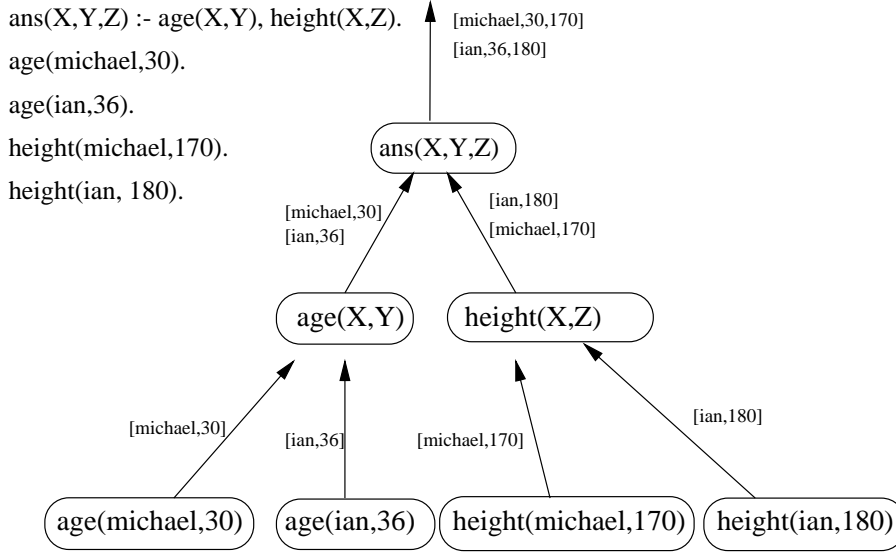 ans(X,Y,Z) :- age(X,Y), height(X,Z).
age(michael,30).
age(ian,36).
height(michael,170).
height(ian, 180).
[michael,30,170]
[ian,36,180]
ans(X,Y,Z)
[michael,30]
[ian,36]
[ian,180]
[michael,170]
age(X,Y)
height(X,Z)
[michael,30]
[ian,36]
[michael,170]
[ian,180]
age(michael,30)
age(ian,36)
height(michael,170)
height(ian,180)